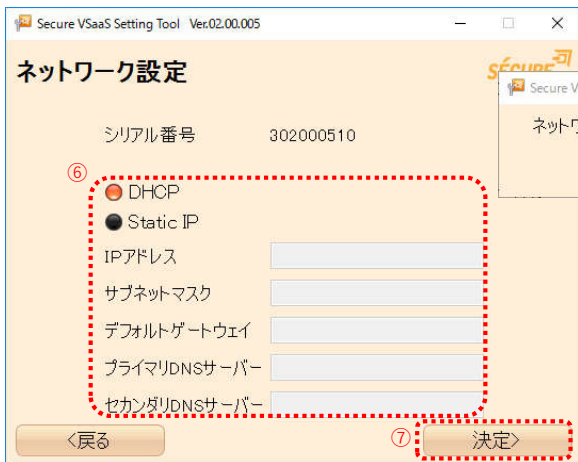 Secure VSaaS Setting Tool Ver.02.00.005
ネットワーク設定
SÉCURE
Secure V
ネットワ
シリアル番号 302000510
⑥
DHCP
Static IP
IPアドレス
サブネットマスク
デフォルトゲートウェイ
プライマリDNSサーバー
セカンダリDNSサーバー
<戻る ⑦ 決定>